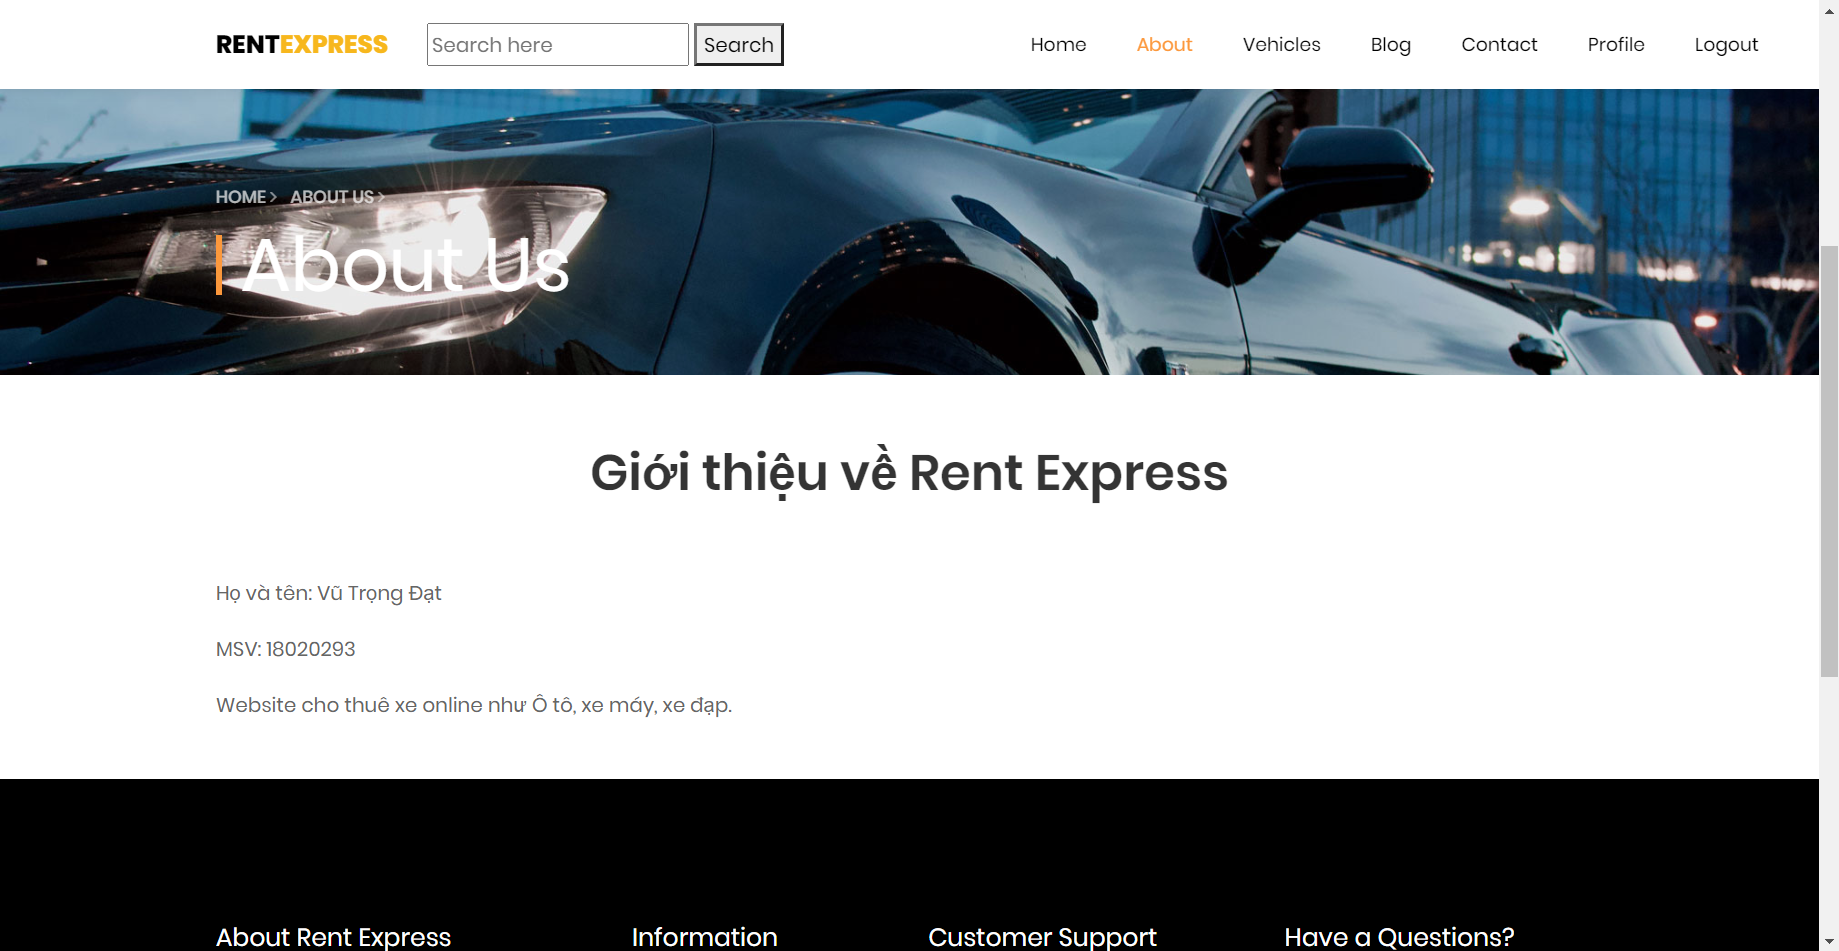 RENTEXPRESS Search here Search Home About Vehicles Blog Contact Profile Logout
HOME > ABOUT US >
About Us
Giới thiệu về Rent Express
Họ và tên: Vũ Trọng Đạt
MSV: 18020293
Website cho thuê xe online như Ô tô, xe máy, xe đạp.
About Rent Express Information Customer Support Have a Questions?